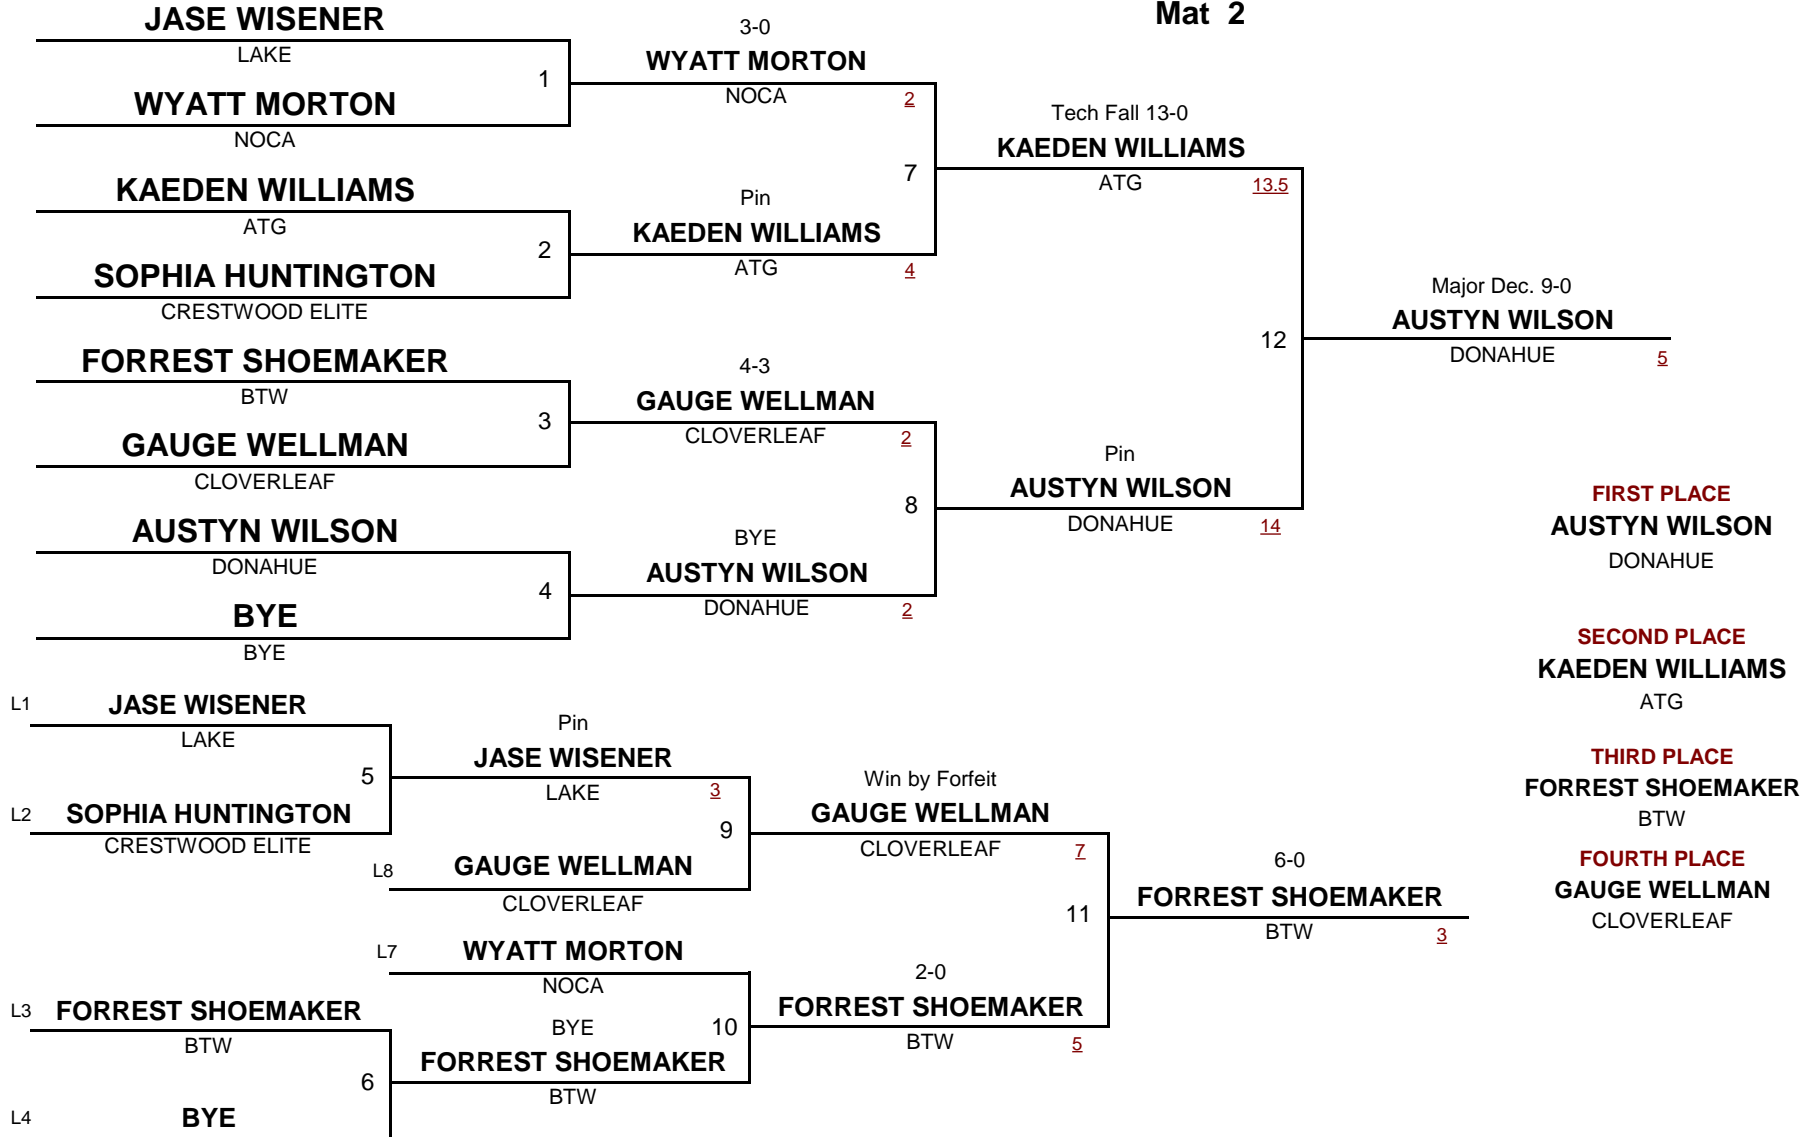 Mat 2
JASE WISENER
LAKE
1
WYATT MORTON
NOCA
KAEDEN WILLIAMS
ATG
2
SOPHIA HUNTINGTON
CRESTWOOD ELITE
FORREST SHOEMAKER
BTW
3
GAUGE WELLMAN
CLOVERLEAF
AUSTYN WILSON
DONAHUE
4
BYE
BYE
3-0
WYATT MORTON
NOCA 2
7
Pin
KAEDEN WILLIAMS
ATG 4
4-3
GAUGE WELLMAN
CLOVERLEAF 2
8
BYE
AUSTYN WILSON
DONAHUE 2
Tech Fall 13-0
KAEDEN WILLIAMS
ATG 13.5
12
Pin
AUSTYN WILSON
DONAHUE 14
Major Dec. 9-0
AUSTYN WILSON
DONAHUE 5
FIRST PLACE
AUSTYN WILSON
DONAHUE
SECOND PLACE
KAEDEN WILLIAMS
ATG
THIRD PLACE
FORREST SHOEMAKER
BTW
FOURTH PLACE
GAUGE WELLMAN
CLOVERLEAF
L1 JASE WISENER
LAKE
5
L2 SOPHIA HUNTINGTON
CRESTWOOD ELITE
Pin
JASE WISENER
LAKE 3
9
L8 GAUGE WELLMAN
CLOVERLEAF
L7 WYATT MORTON
NOCA
10
L3 FORREST SHOEMAKER
BTW
6
L4 BYE
BYE
FORREST SHOEMAKER
BTW
Win by Forfeit
GAUGE WELLMAN
CLOVERLEAF 7
11
2-0
FORREST SHOEMAKER
BTW 5
6-0
FORREST SHOEMAKER
BTW 3